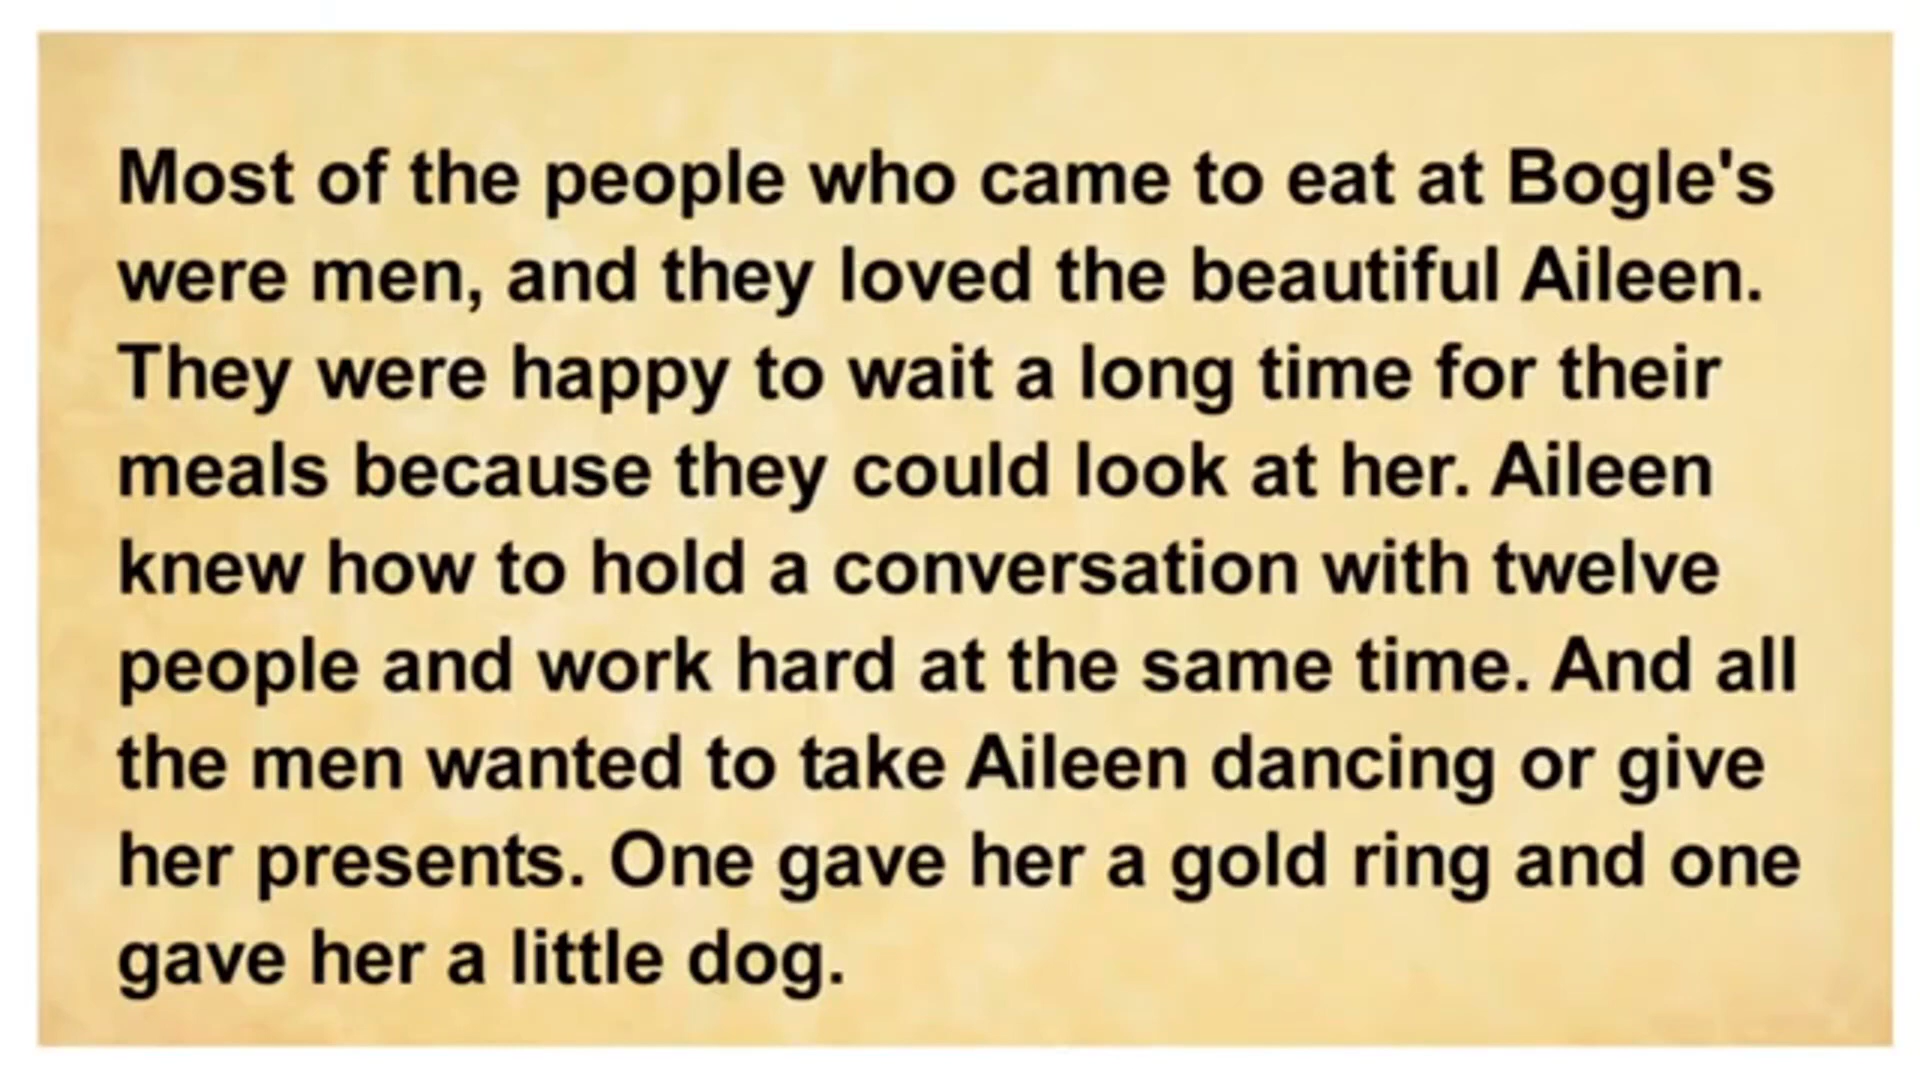 Most of the people who came to eat at Bogle's
were men, and they loved the beautiful Aileen.
They were happy to wait a long time for their
meals because they could look at her. Aileen
knew how to hold a conversation with twelve
people and work hard at the same time. And all
the men wanted to take Aileen dancing or give
her presents. One gave her a gold ring and one
gave her a little dog.